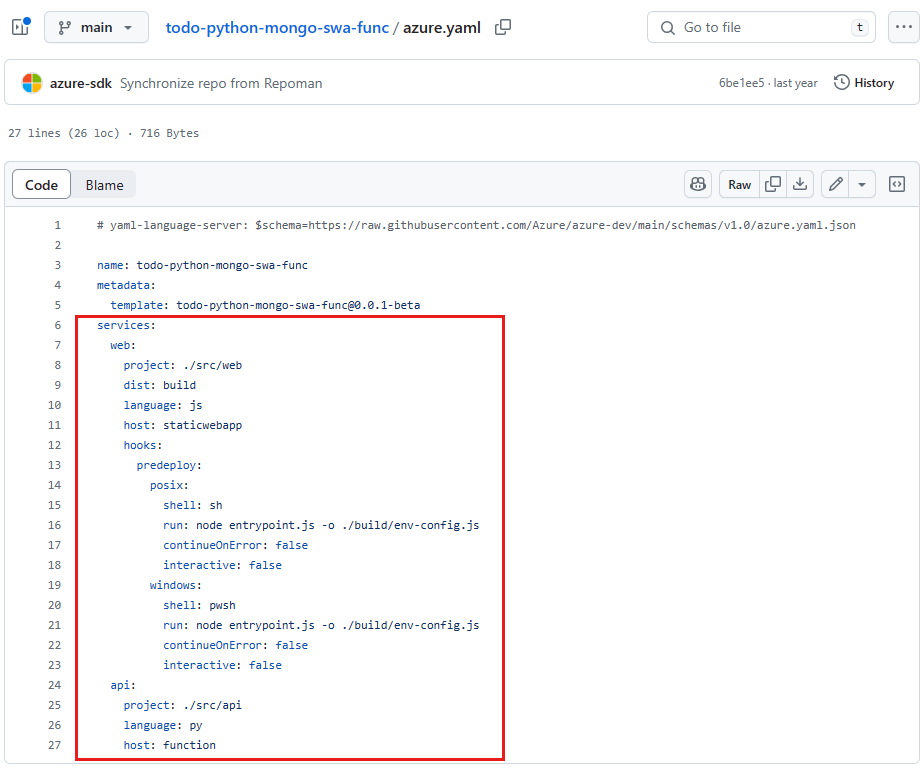 main
todo-python-mongo-swa-func / azure.yaml
Go to file
t
azure-sdk Synchronize repo from Repoman
6be1ee5 · last year
History
27 lines (26 loc) · 716 Bytes
Code
Blame
Raw
1 # yaml-language-server: $schema=https://raw.githubusercontent.com/Azure/azure-dev/main/schemas/v1.0/azure.yaml.json
2
3 name: todo-python-mongo-swa-func
4 metadata:
5   template: todo-python-mongo-swa-func@0.0.1-beta
6 services:
7   web:
8     project: ./src/web
9     dist: build
10     language: js
11     host: staticwebapp
12     hooks:
13       predeploy:
14         posix:
15           shell: sh
16           run: node entrypoint.js -o ./build/env-config.js
17           continueOnError: false
18           interactive: false
19         windows:
20           shell: pwsh
21           run: node entrypoint.js -o ./build/env-config.js
22           continueOnError: false
23           interactive: false
24   api:
25     project: ./src/api
26     language: py
27     host: function